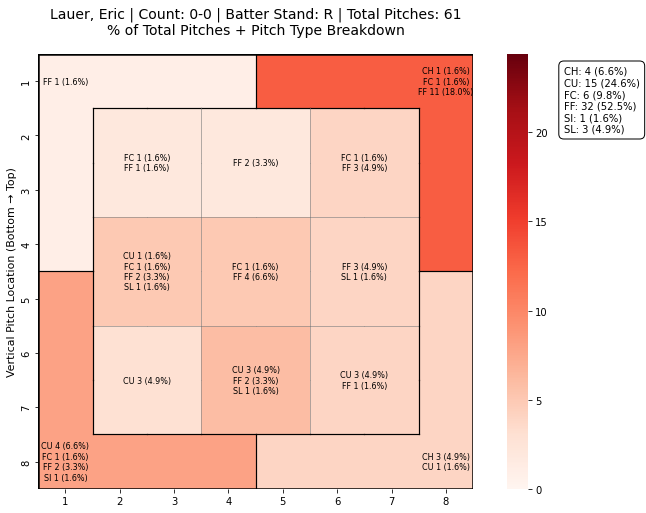 Lauer, Eric | Count: 0-0 | Batter Stand: R | Total Pitches: 61
% of Total Pitches + Pitch Type Breakdown
CH: 4 (6.6%)
CU: 15 (24.6%)
FC: 6 (9.8%)
FF: 32 (52.5%)
SI: 1 (1.6%)
SL: 3 (4.9%)
FF 1 (1.6%)
CH 1 (1.6%)
FC 1 (1.6%)
FF 11 (18.0%)
FC 1 (1.6%)
FF 1 (1.6%)
FF 2 (3.3%)
FC 1 (1.6%)
FF 3 (4.9%)
CU 1 (1.6%)
FC 1 (1.6%)
FF 2 (3.3%)
SL 1 (1.6%)
FC 1 (1.6%)
FF 4 (6.6%)
FF 3 (4.9%)
SL 1 (1.6%)
CU 3 (4.9%)
CU 3 (4.9%)
FF 2 (3.3%)
SL 1 (1.6%)
CU 3 (4.9%)
FF 1 (1.6%)
CU 4 (6.6%)
FC 1 (1.6%)
FF 2 (3.3%)
SI 1 (1.6%)
CH 3 (4.9%)
CU 1 (1.6%)
Vertical Pitch Location (Bottom → Top)
1
2
3
4
5
6
7
8
1 2 3 4 5 6 7 8
20
15
10
5
0